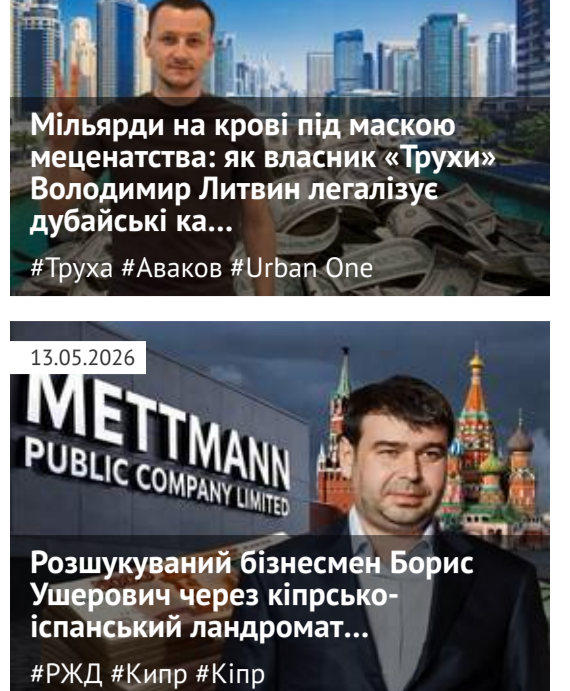 Мільярди на крові під маскою
меценатства: як власник «Трухи»
Володимир Литвин легалізує
дубайські ка...
#Труха #Аваков #Urban One
13.05.2026
METTMANN
PUBLIC COMPANY LIMITED
Розшукуваний бізнесмен Борис
Ушерович через кіпрсько-
іспанський ландромат...
#РЖД #Кипр #Кіпр